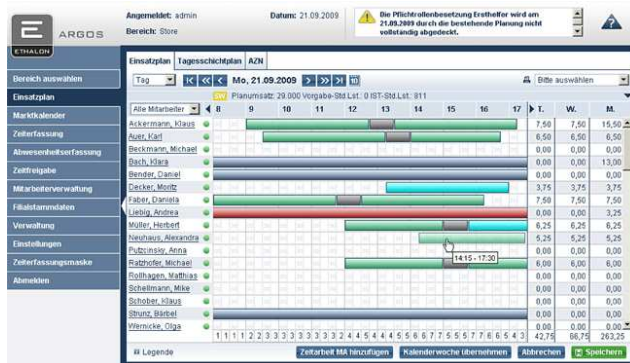 Angemeldet: admin
Datum: 21.09.2009
Bereich: Store
Die Pflichtrollenbesetzung Ersthelfer wird am
21.09.2009 durch die bestehende Planung nicht
vollständig abgedeckt.
E ARGOS
ETHALON
Einsatzplan Tagesschichtplan AZN
Bereich auswählen
Einsatzplan
Marktkalender
Zeiterfassung
Abwesenheitserfassung
Zeitfreigabe
Mitarbeiterverwaltung
Filialstammdaten
Verwaltung
Einstellungen
Zeiterfassungsmaske
Abmelden
Tag Mo, 21.09.2009 Bitte auswählen
SW Planumsatz: 29.000 Vorgabe-Std.Lst.: 0 IST-Std.Lst.: 811
Alle Mitarbeiter 8 9 10 11 12 13 14 15 16 17 T. W. M.
Ackermann, Klaus 7,50 7,50 15,50
Auer, Karl 6,50 6,50 6,50
Beckmann, Michael 0,00 0,00 0,00
Bach, Klara 0,00 0,00 13,00
Bender, Daniel 0,00 0,00 0,00
Decker, Moritz 3,75 3,75 3,75
Faber, Daniela 7,50 7,50 7,50
Liebig, Andrea 0,00 0,00 3,25
Müller, Herbert 6,25 6,25 6,25
Neuhaus, Alexandra 5,25 5,25 5,25
Putzcinsky, Anna 0,00 0,00 0,00
14:15 - 17:30
Ratzhofer, Michael 6,00 6,00 6,00
Rollhagen, Matthias 0,00 0,00 0,00
Schellmann, Mike 0,00 0,00 0,00
Schober, Klaus 0,00 0,00 0,00
Strunz, Bärbel 0,00 0,00 0,00
Wernicke, Olga 0,00 0,00 0,00
42,75 66,75 263,25
Legende
Zeitarbeit MA hinzufügen Kalenderwoche übernehmen Abbrechen Speichern